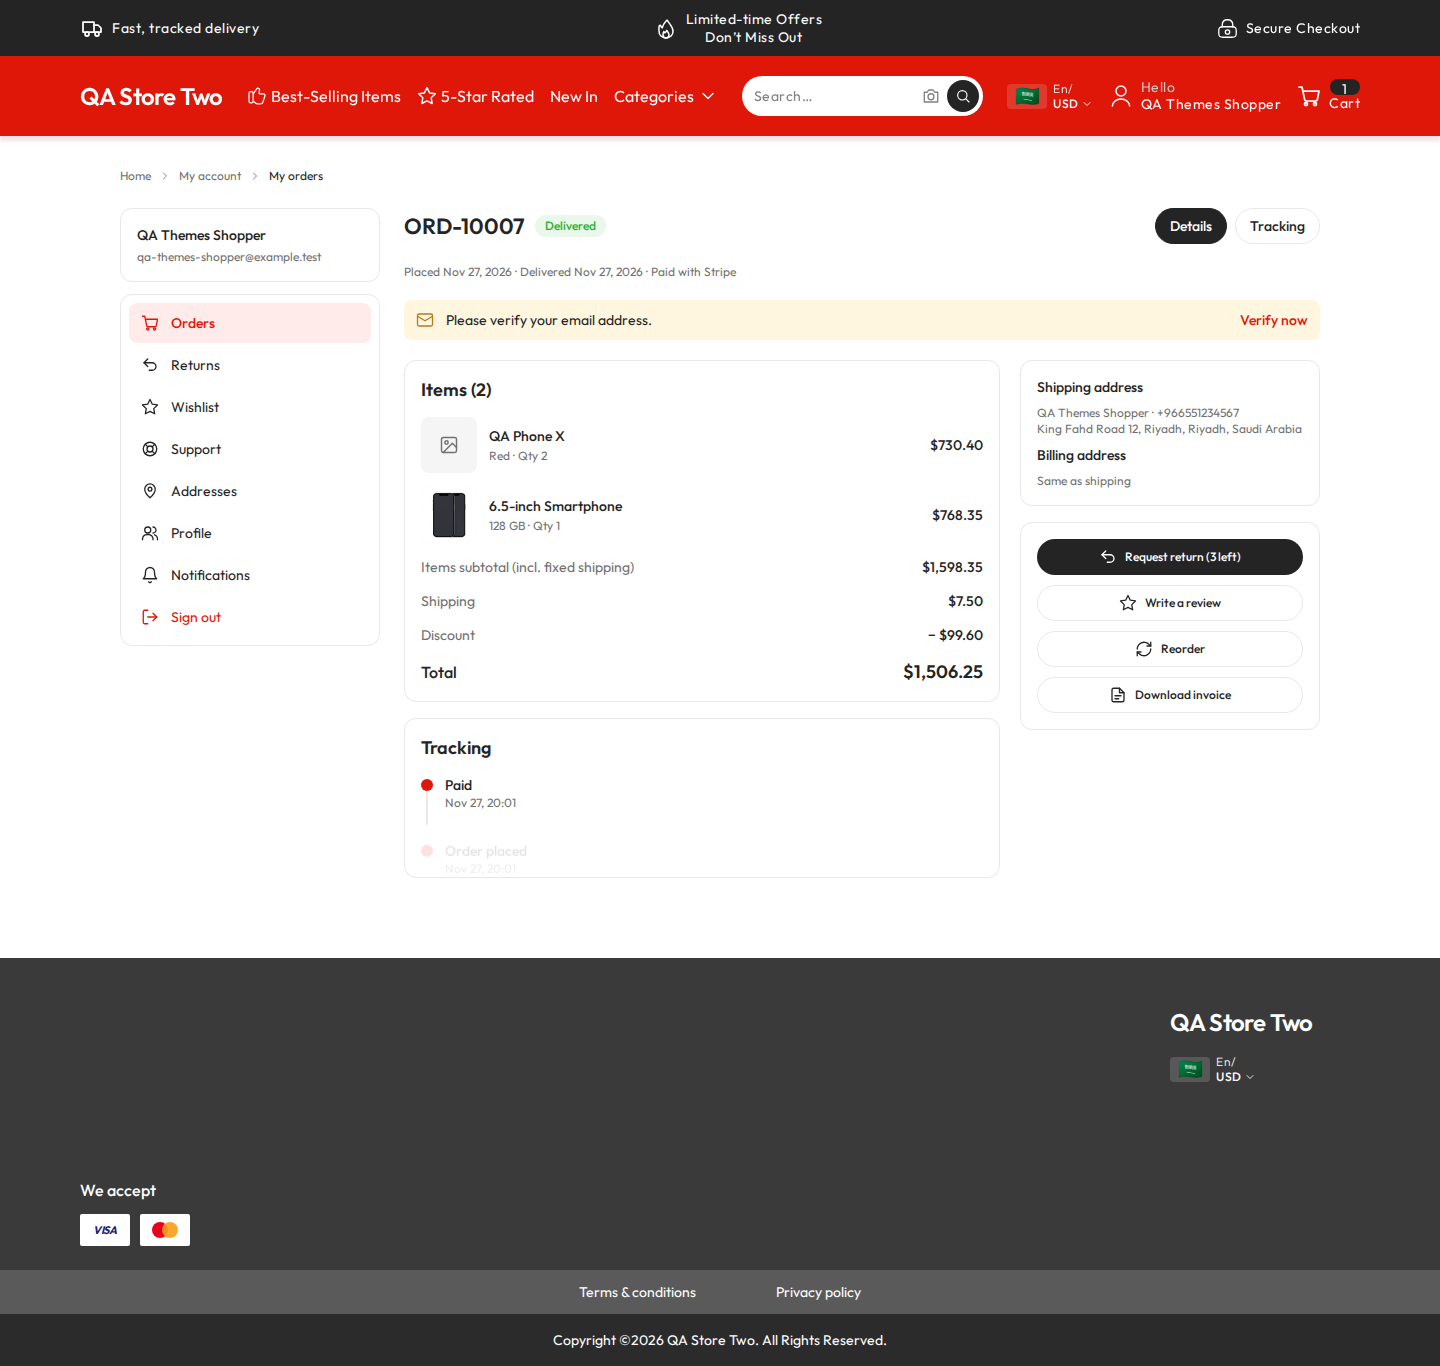 Fast, tracked delivery
Limited-time Offers
Don't Miss Out
Secure Checkout
QA Store Two
Best-Selling Items
5-Star Rated
New In
Categories
Search...
En/
USD
Hello
QA Themes Shopper
1
Cart
Home
My account
My orders
QA Themes Shopper
qa-themes-shopper@example.test
Orders
Returns
Wishlist
Support
Addresses
Profile
Notifications
Sign out
ORD-10007
Delivered
Details
Tracking
Placed Nov 27, 2026 · Delivered Nov 27, 2026 · Paid with Stripe
Please verify your email address.
Verify now
Items (2)
QA Phone X
Red · Qty 2
$730.40
6.5-inch Smartphone
128 GB · Qty 1
$768.35
Items subtotal (incl. fixed shipping)
$1,598.35
Shipping
$7.50
Discount
− $99.60
Total
$1,506.25
Shipping address
QA Themes Shopper · +966551234567
King Fahd Road 12, Riyadh, Riyadh, Saudi Arabia
Billing address
Same as shipping
Request return (3 left)
Write a review
Reorder
Download invoice
Tracking
Paid
Nov 27, 20:01
Order placed
Nov 27, 20:01
QA Store Two
En/
USD
We accept
VISA
Terms & conditions
Privacy policy
Copyright ©2026 QA Store Two. All Rights Reserved.